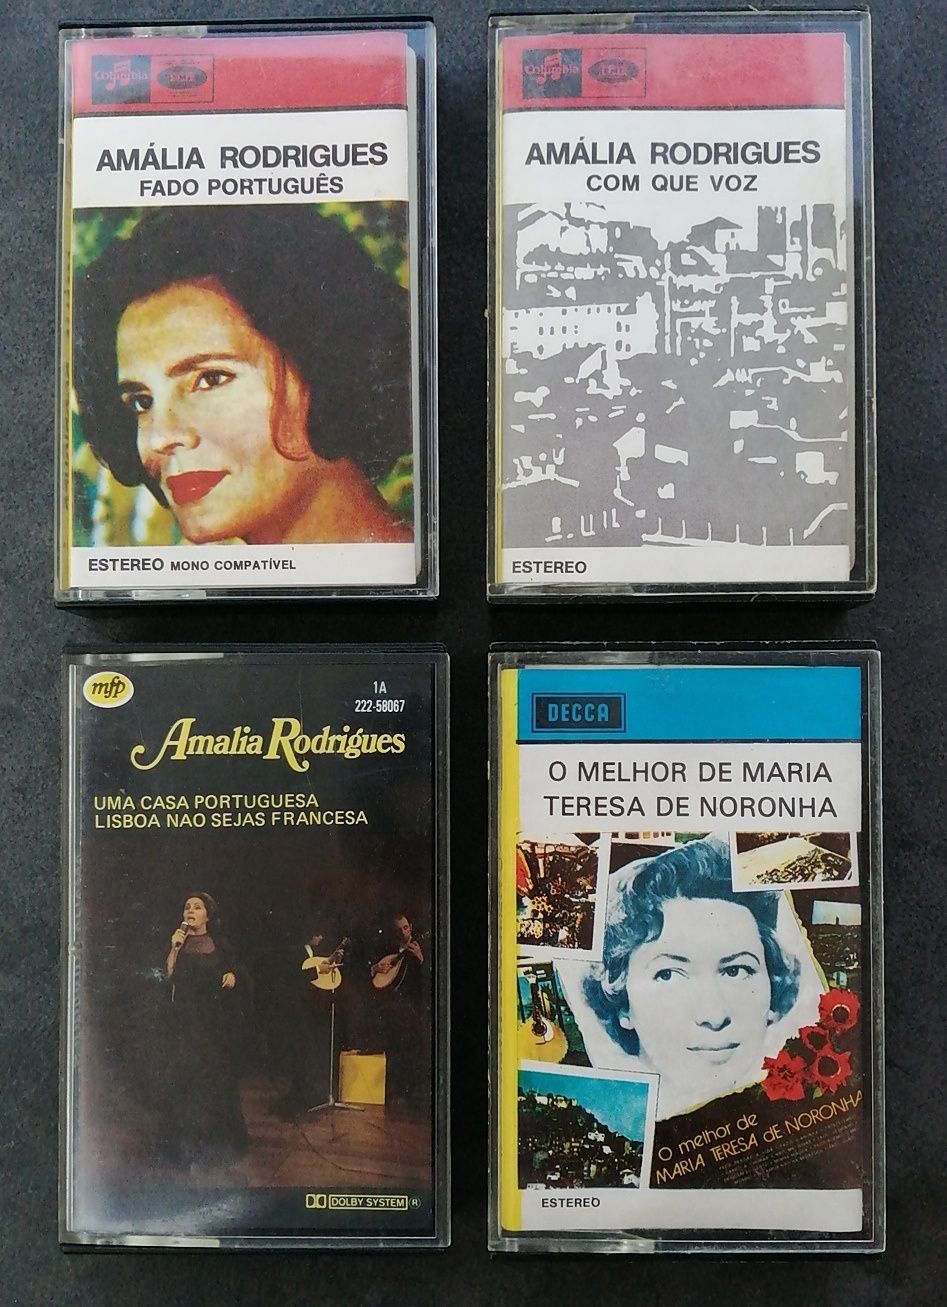 Columbia
EMI
AMÁLIA RODRIGUES
FADO PORTUGUÊS
ESTEREO MONO COMPATÍVEL
Columbia
EMI
AMÁLIA RODRIGUES
COM QUE VOZ
ESTEREO
mfp
1A
222-58067
Amalia Rodrigues
UMA CASA PORTUGUESA
LISBOA NAO SEJAS FRANCESA
DOLBY SYSTEM ®
DECCA
O MELHOR DE MARIA
TERESA DE NORONHA
O melhor de
MARIA TERESA de NORONHA
ESTEREO